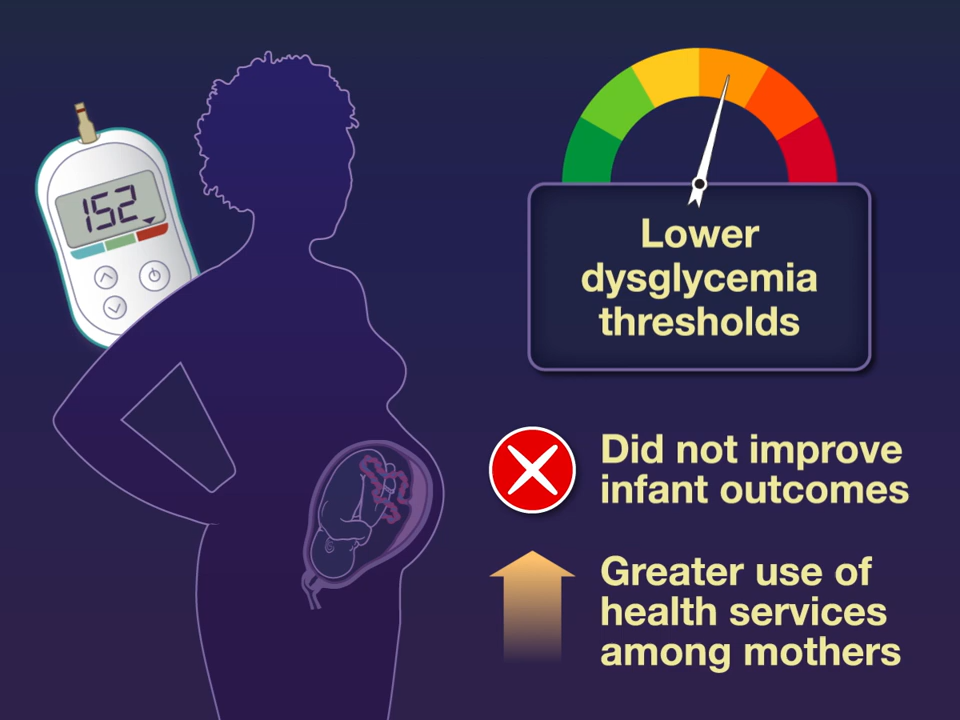 152
Lower
dysglycemia
thresholds
Did not improve
infant outcomes
Greater use of
health services
among mothers